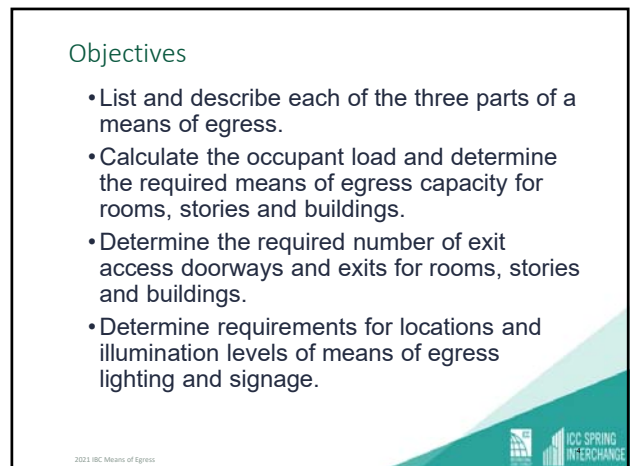 Objectives
•List and describe each of the three parts of a
means of egress.
•Calculate the occupant load and determine
the required means of egress capacity for
rooms, stories and buildings.
•Determine the required number of exit
access doorways and exits for rooms, stories
and buildings.
•Determine requirements for locations and
illumination levels of means of egress
lighting and signage.
2021 IBC Means of Egress
ICC SPRING
INTERCHANGE